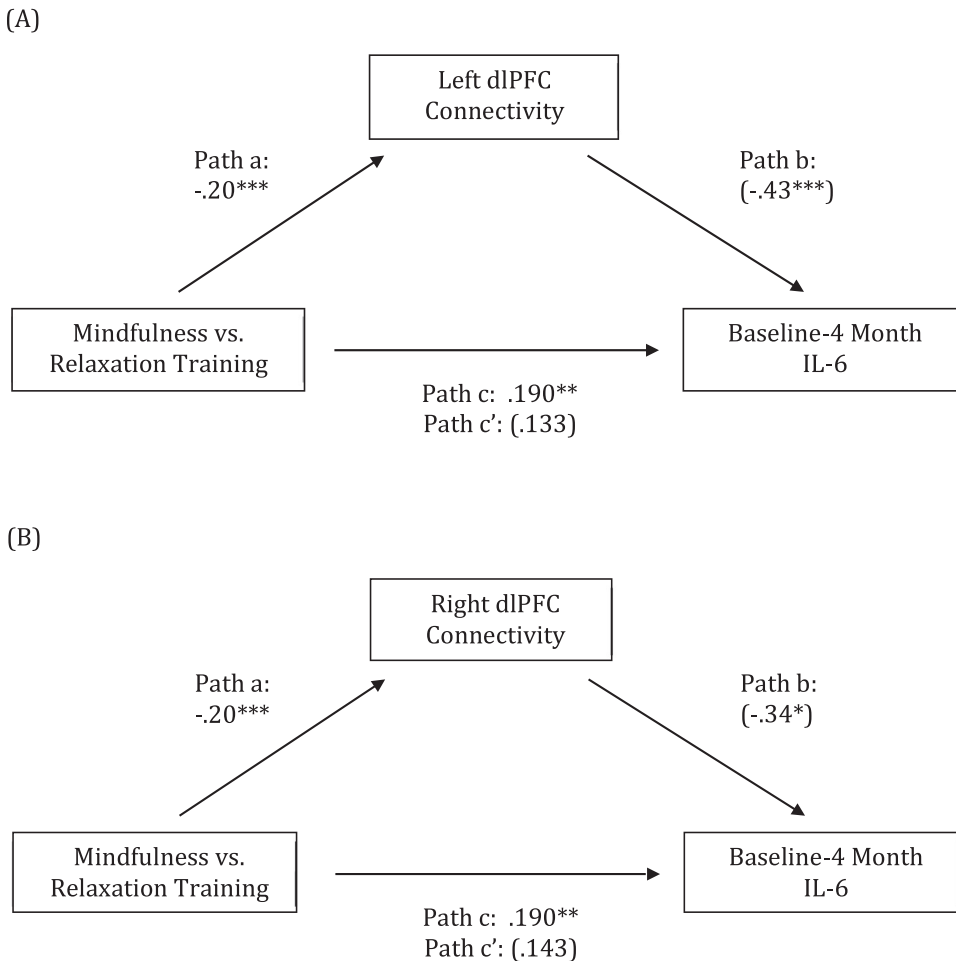 (A)
Left dlPFC
Connectivity
Path a:
-.20***
Path b:
(-.43***)
Mindfulness vs.
Relaxation Training
Baseline-4 Month
IL-6
Path c:  .190**
Path c’: (.133)
(B)
Right dlPFC
Connectivity
Path a:
-.20***
Path b:
(-.34*)
Mindfulness vs.
Relaxation Training
Baseline-4 Month
IL-6
Path c:  .190**
Path c’: (.143)